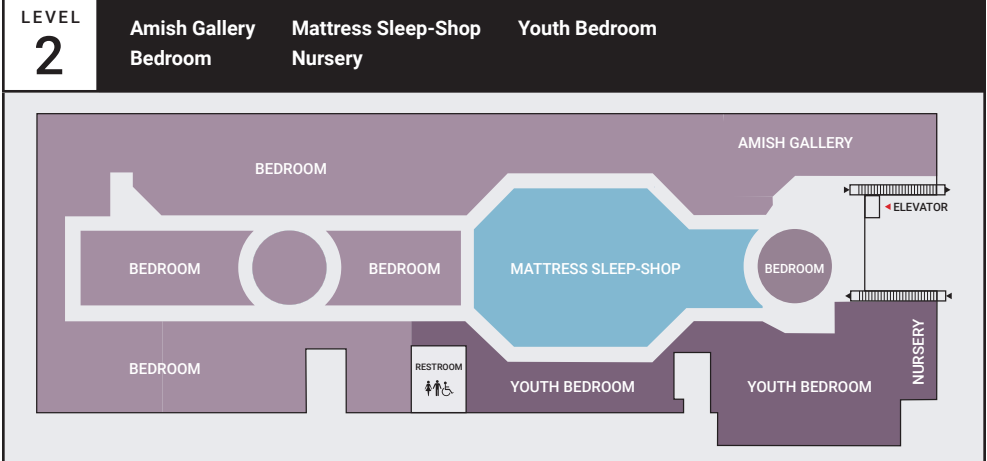 LEVEL
2
Amish Gallery
Bedroom
Mattress Sleep-Shop
Nursery
Youth Bedroom
AMISH GALLERY
BEDROOM
ELEVATOR
BEDROOM
BEDROOM
MATTRESS SLEEP-SHOP
BEDROOM
BEDROOM
RESTROOM
YOUTH BEDROOM
YOUTH BEDROOM
NURSERY